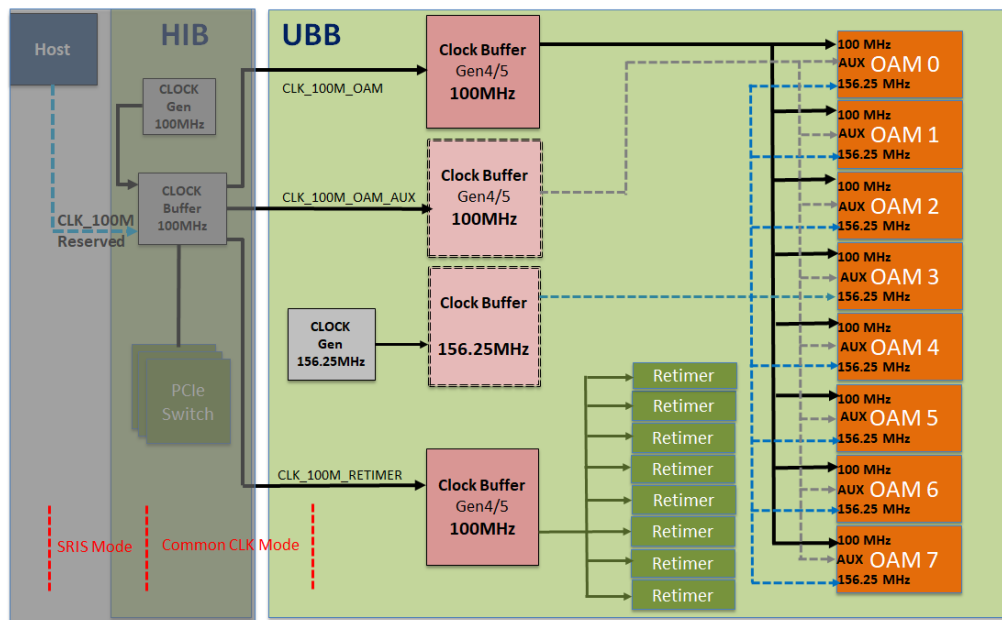 Host
HIB
UBB
CLOCK
Gen
100MHz
CLOCK
Buffer
100MHz
CLK_100M
Reserved
PCIe
Switch
SRIS Mode
Common CLK Mode
CLK_100M_OAM
CLK_100M_OAM_AUX
CLK_100M_RETIMER
CLOCK
Gen
156.25MHz
Clock Buffer
Gen4/5
100MHz
Clock Buffer
Gen4/5
100MHz
Clock Buffer
156.25MHz
Clock Buffer
Gen4/5
100MHz
Retimer
Retimer
Retimer
Retimer
Retimer
Retimer
Retimer
Retimer
100 MHz
AUX OAM 0
156.25 MHz
100 MHz
AUX OAM 1
156.25 MHz
100 MHz
AUX OAM 2
156.25 MHz
100 MHz
AUX OAM 3
156.25 MHz
100 MHz
AUX OAM 4
156.25 MHz
100 MHz
AUX OAM 5
156.25 MHz
100 MHz
AUX OAM 6
156.25 MHz
100 MHz
AUX OAM 7
156.25 MHz